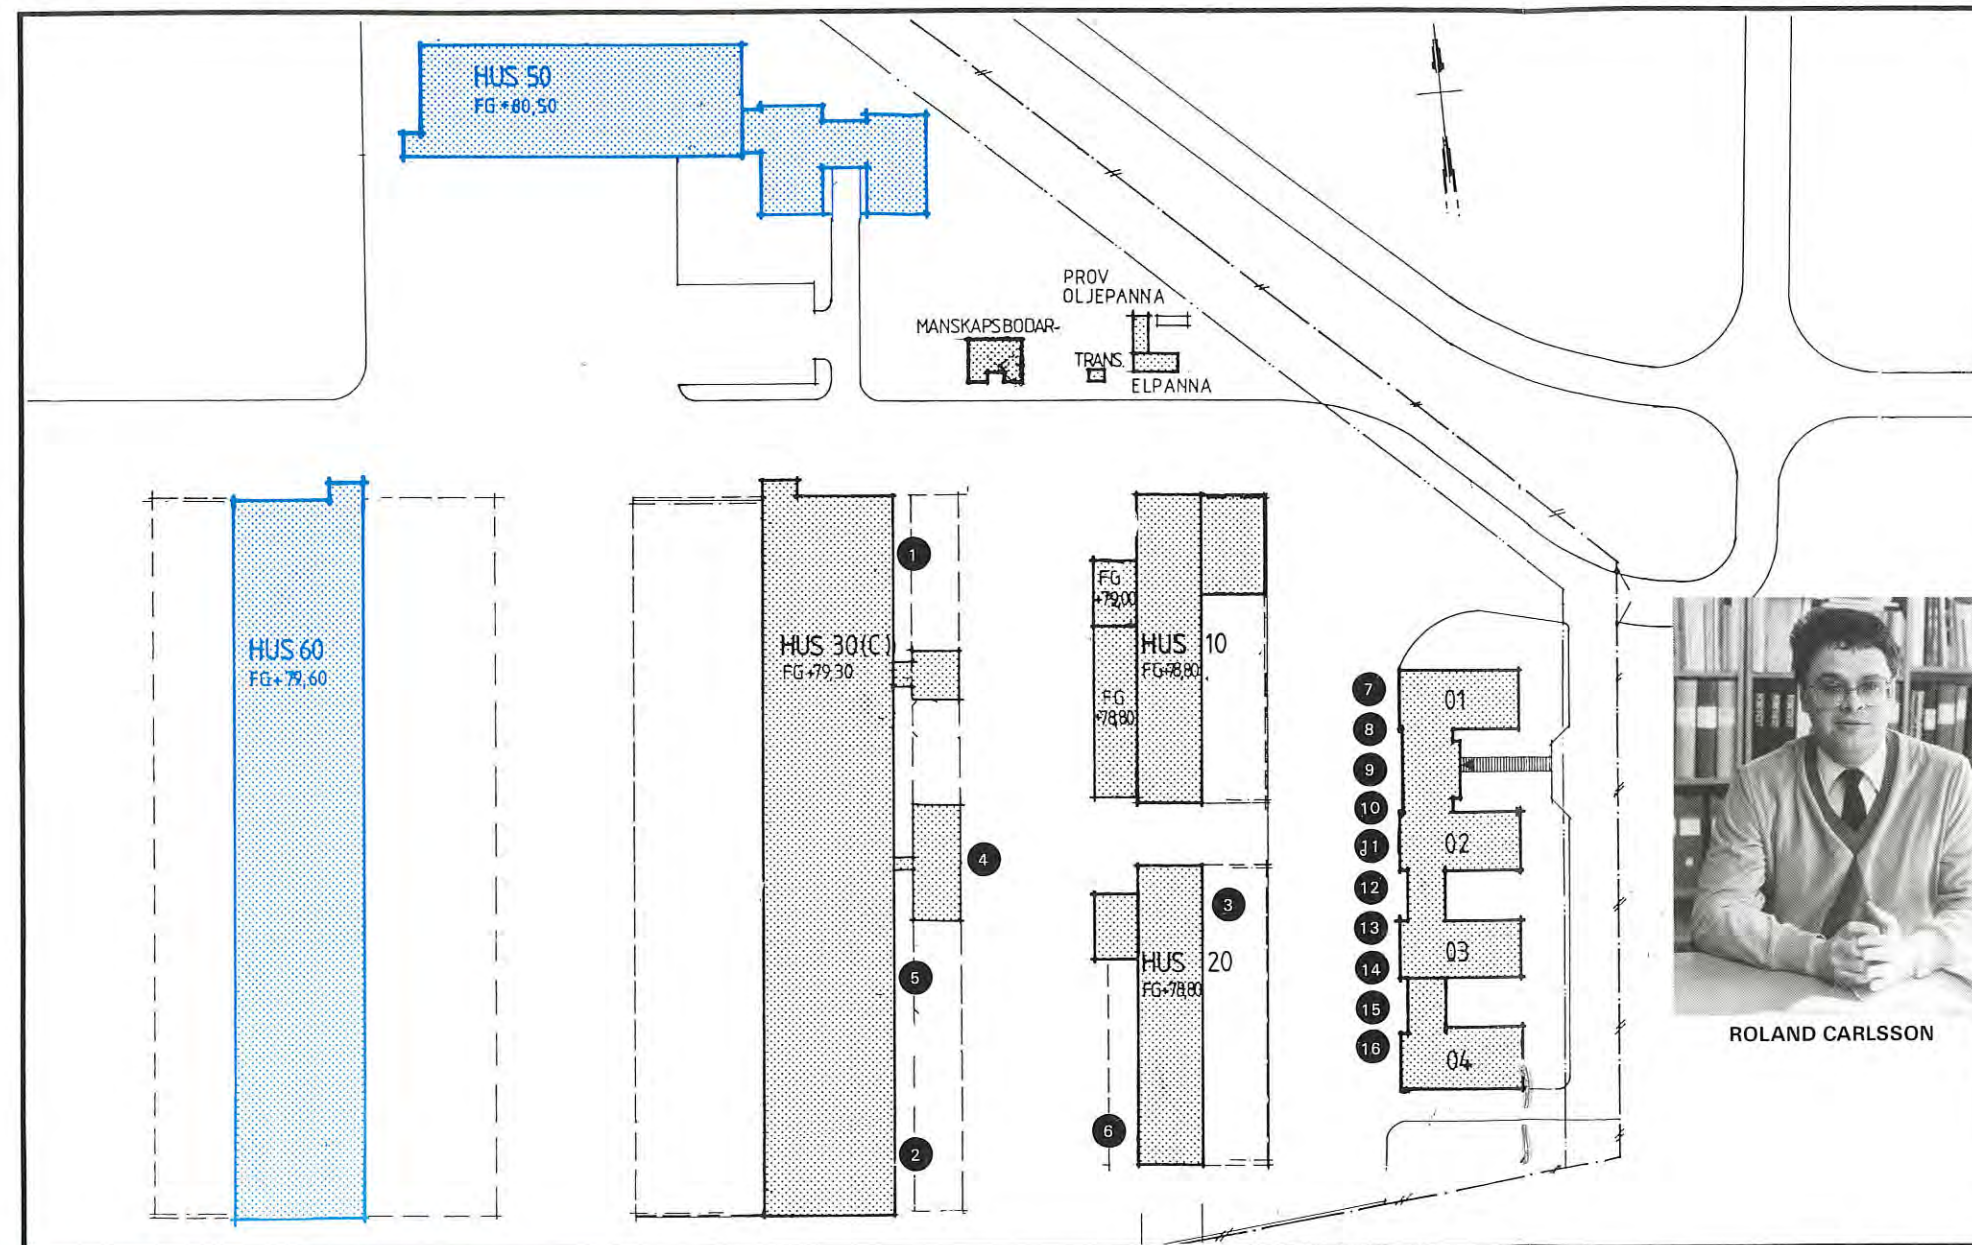 HUS 50
FG +80,50
PROV
OLJEPANNA
MANSKAPSBODAR
TRANS.
ELPANNA
1
FG
+79,00
HUS 60
FG+79,60
HUS 30(C)
FG+79,30
HUS 10
FG+78,80
FG
+78,80
7
01
8
9
10
11
02
4
12
3
13
03
14
HUS 20
FG+78,80
5
15
16
04
6
2
ROLAND CARLSSON